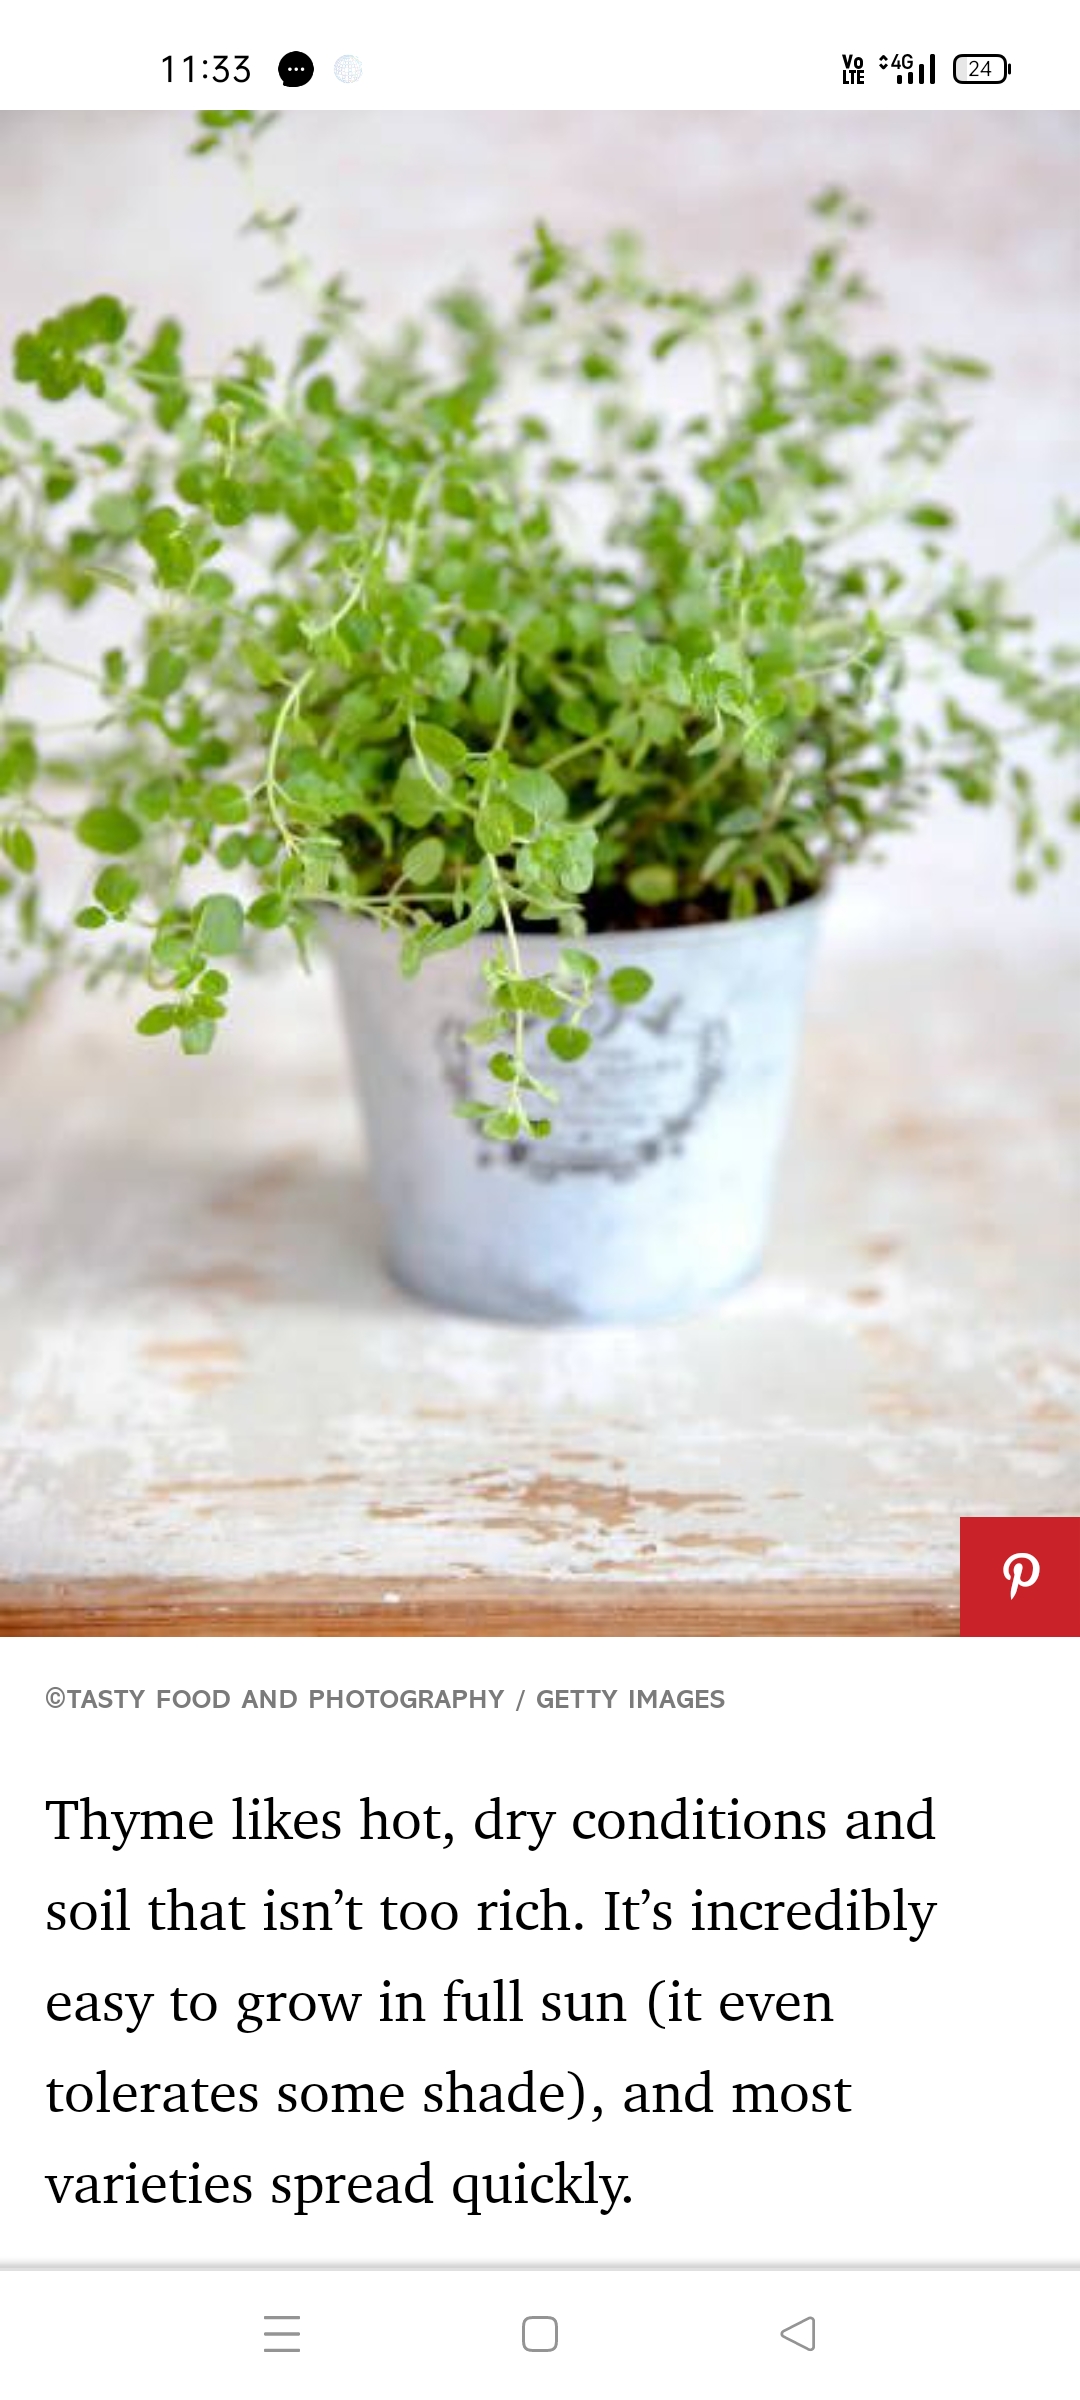 11:33
Vo
LTE
4G
24
©TASTY FOOD AND PHOTOGRAPHY / GETTY IMAGES
Thyme likes hot, dry conditions and
soil that isn’t too rich. It’s incredibly
easy to grow in full sun (it even
tolerates some shade), and most
varieties spread quickly.